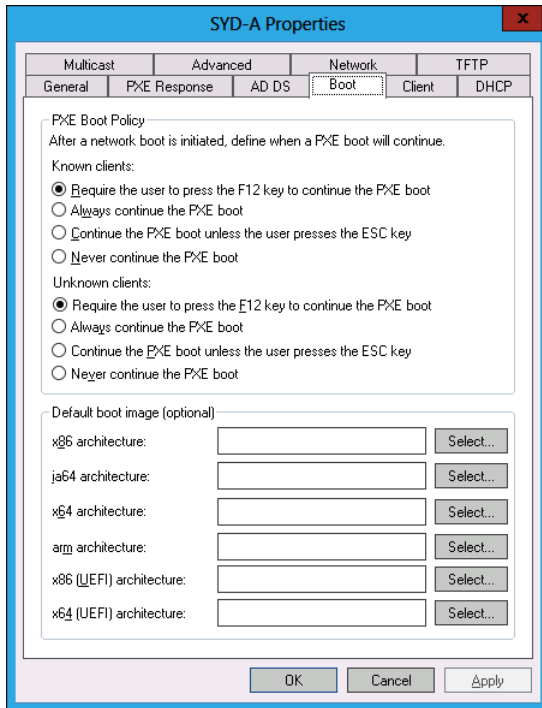 SYD-A Properties
x
Multicast Advanced Network TFTP
General PXE Response AD DS Boot Client DHCP
PXE Boot Policy
After a network boot is initiated, define when a PXE boot will continue.
Known clients:
Require the user to press the F12 key to continue the PXE boot
Always continue the PXE boot
Continue the PXE boot unless the user presses the ESC key
Never continue the PXE boot
Unknown clients:
Require the user to press the F12 key to continue the PXE boot
Always continue the PXE boot
Continue the PXE boot unless the user presses the ESC key
Never continue the PXE boot
Default boot image (optional)
x86 architecture: Select...
ia64 architecture: Select...
x64 architecture: Select...
arm architecture: Select...
x86 (UEFI) architecture: Select...
x64 (UEFI) architecture: Select...
OK Cancel Apply